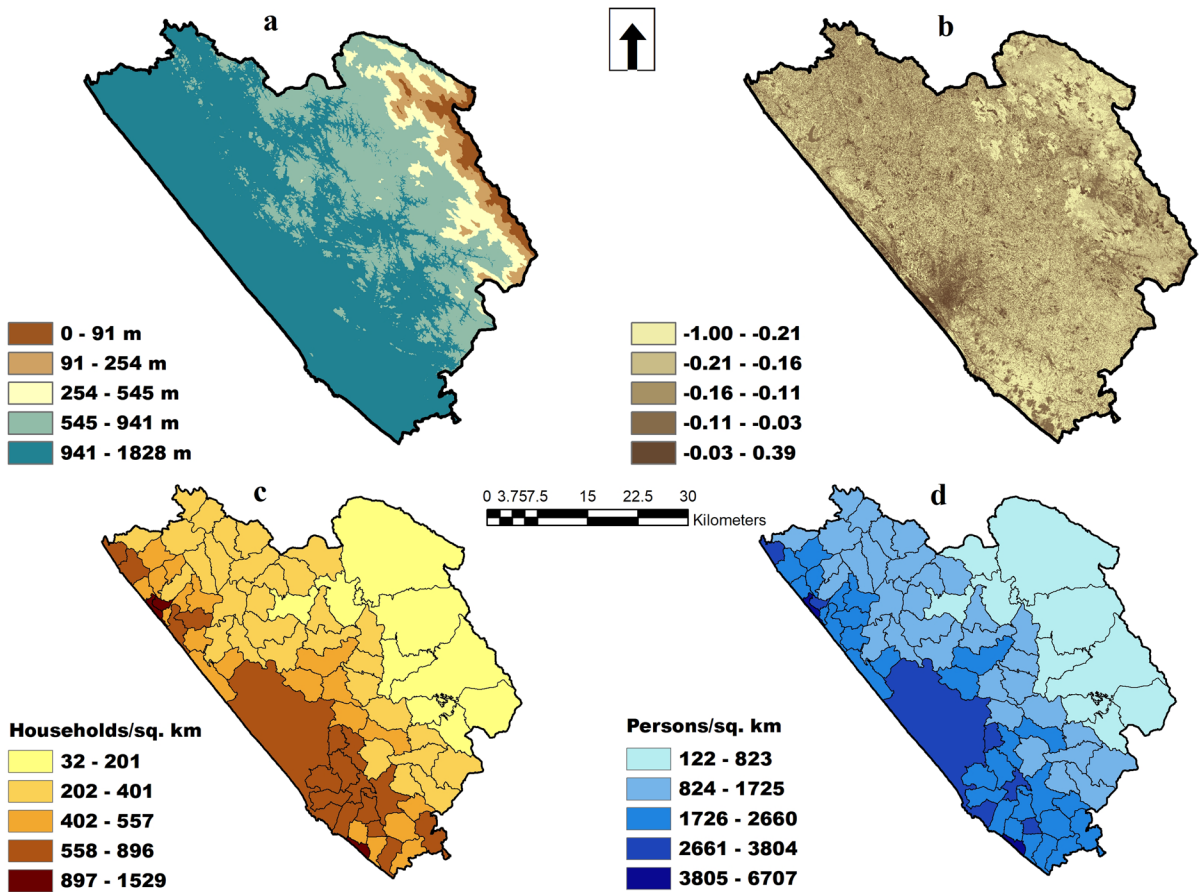 a
b
0 - 91 m
91 - 254 m
254 - 545 m
545 - 941 m
941 - 1828 m
-1.00 - -0.21
-0.21 - -0.16
-0.16 - -0.11
-0.11 - -0.03
-0.03 - 0.39
c
0 3.757.5 15 22.5 30
Kilometers
d
Households/sq. km
32 - 201
202 - 401
402 - 557
558 - 896
897 - 1529
Persons/sq. km
122 - 823
824 - 1725
1726 - 2660
2661 - 3804
3805 - 6707